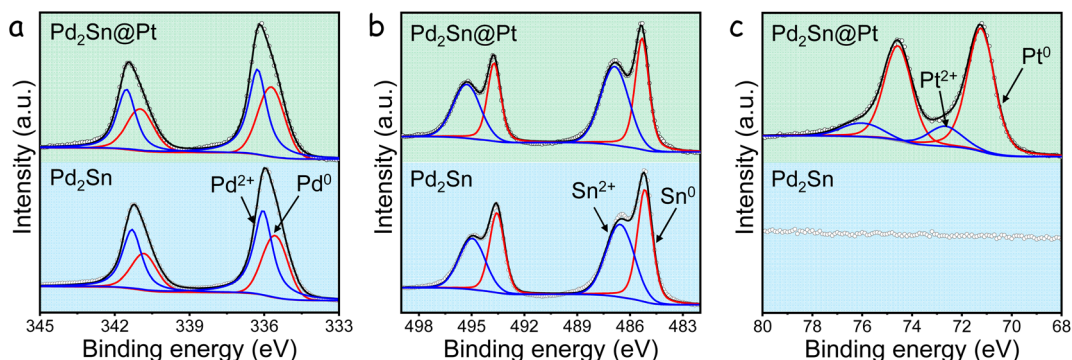 a
Pd₂Sn@Pt
Pd₂Sn
Pd²⁺
Pd⁰
Intensity (a.u.)
345 342 339 336 333
Binding energy (eV)
b
Pd₂Sn@Pt
Pd₂Sn
Sn²⁺
Sn⁰
Intensity (a.u.)
498 495 492 489 486 483
Binding energy (eV)
c
Pd₂Sn@Pt
Pt²⁺
Pt⁰
Pd₂Sn
Intensity (a.u.)
80 78 76 74 72 70 68
Binding energy (eV)